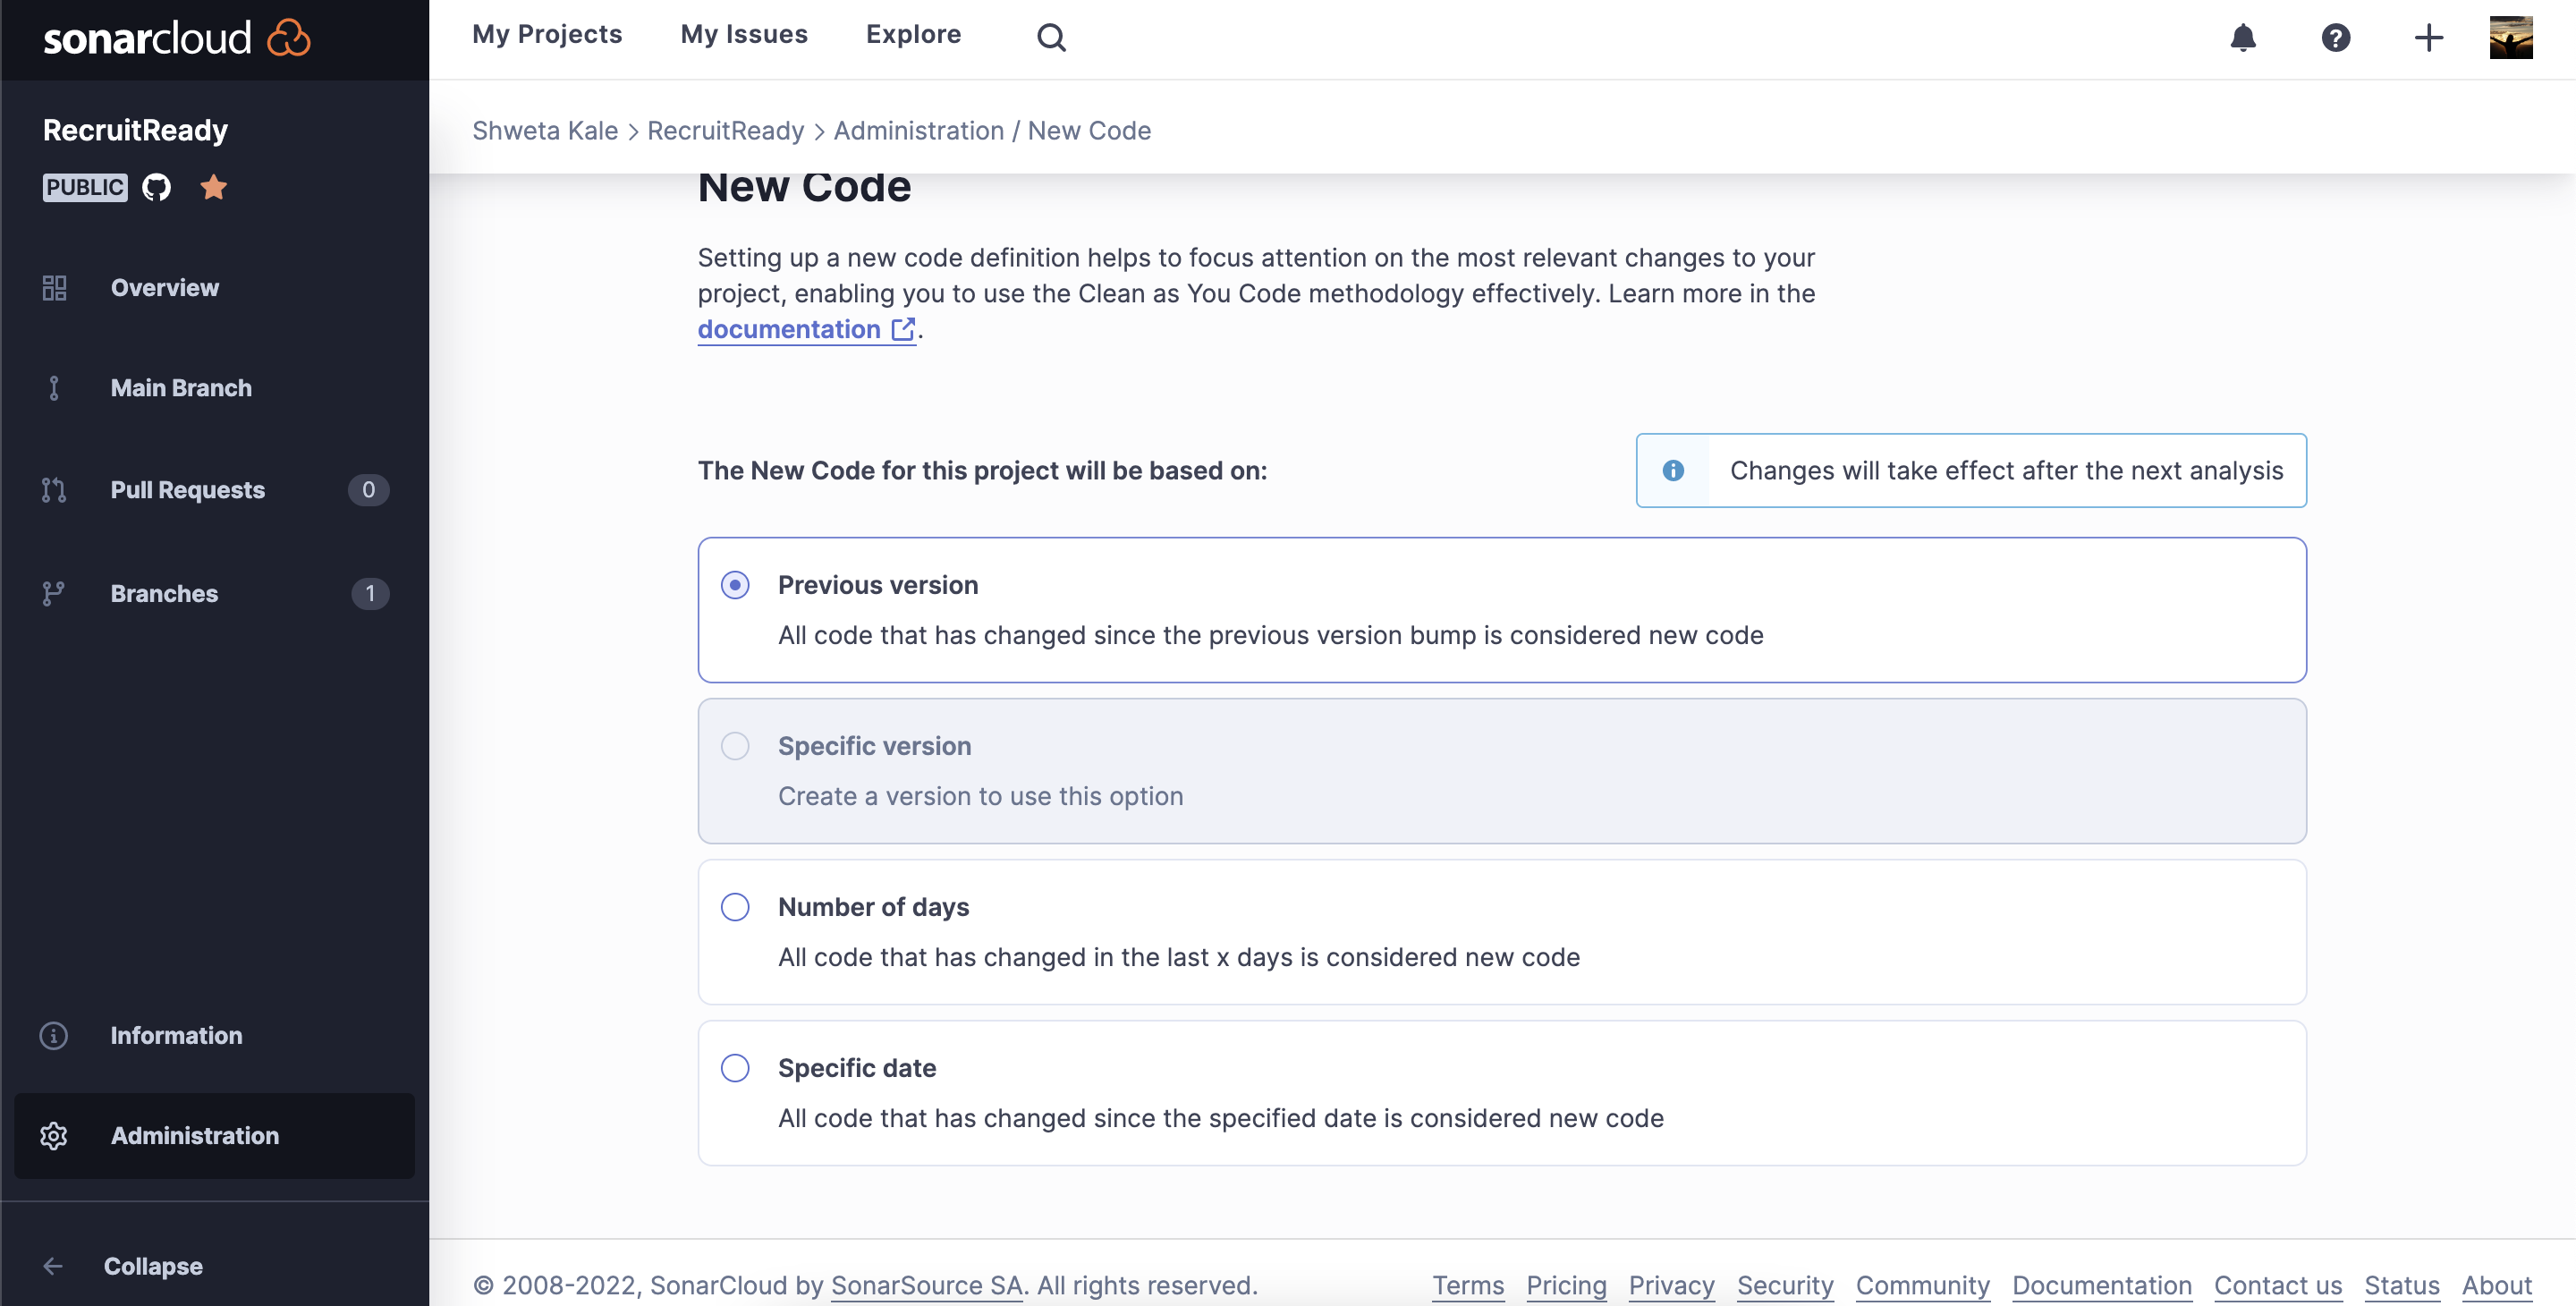 sonarcloud
My Projects My Issues Explore
RecruitReady
PUBLIC
Overview
Main Branch
Pull Requests 0
Branches 1
Information
Administration
Collapse
Shweta Kale > RecruitReady > Administration / New Code
New Code
Setting up a new code definition helps to focus attention on the most relevant changes to your
project, enabling you to use the Clean as You Code methodology effectively. Learn more in the
documentation.
The New Code for this project will be based on:
Changes will take effect after the next analysis
Previous version
All code that has changed since the previous version bump is considered new code
Specific version
Create a version to use this option
Number of days
All code that has changed in the last x days is considered new code
Specific date
All code that has changed since the specified date is considered new code
© 2008-2022, SonarCloud by SonarSource SA. All rights reserved.
Terms Pricing Privacy Security Community Documentation Contact us Status About